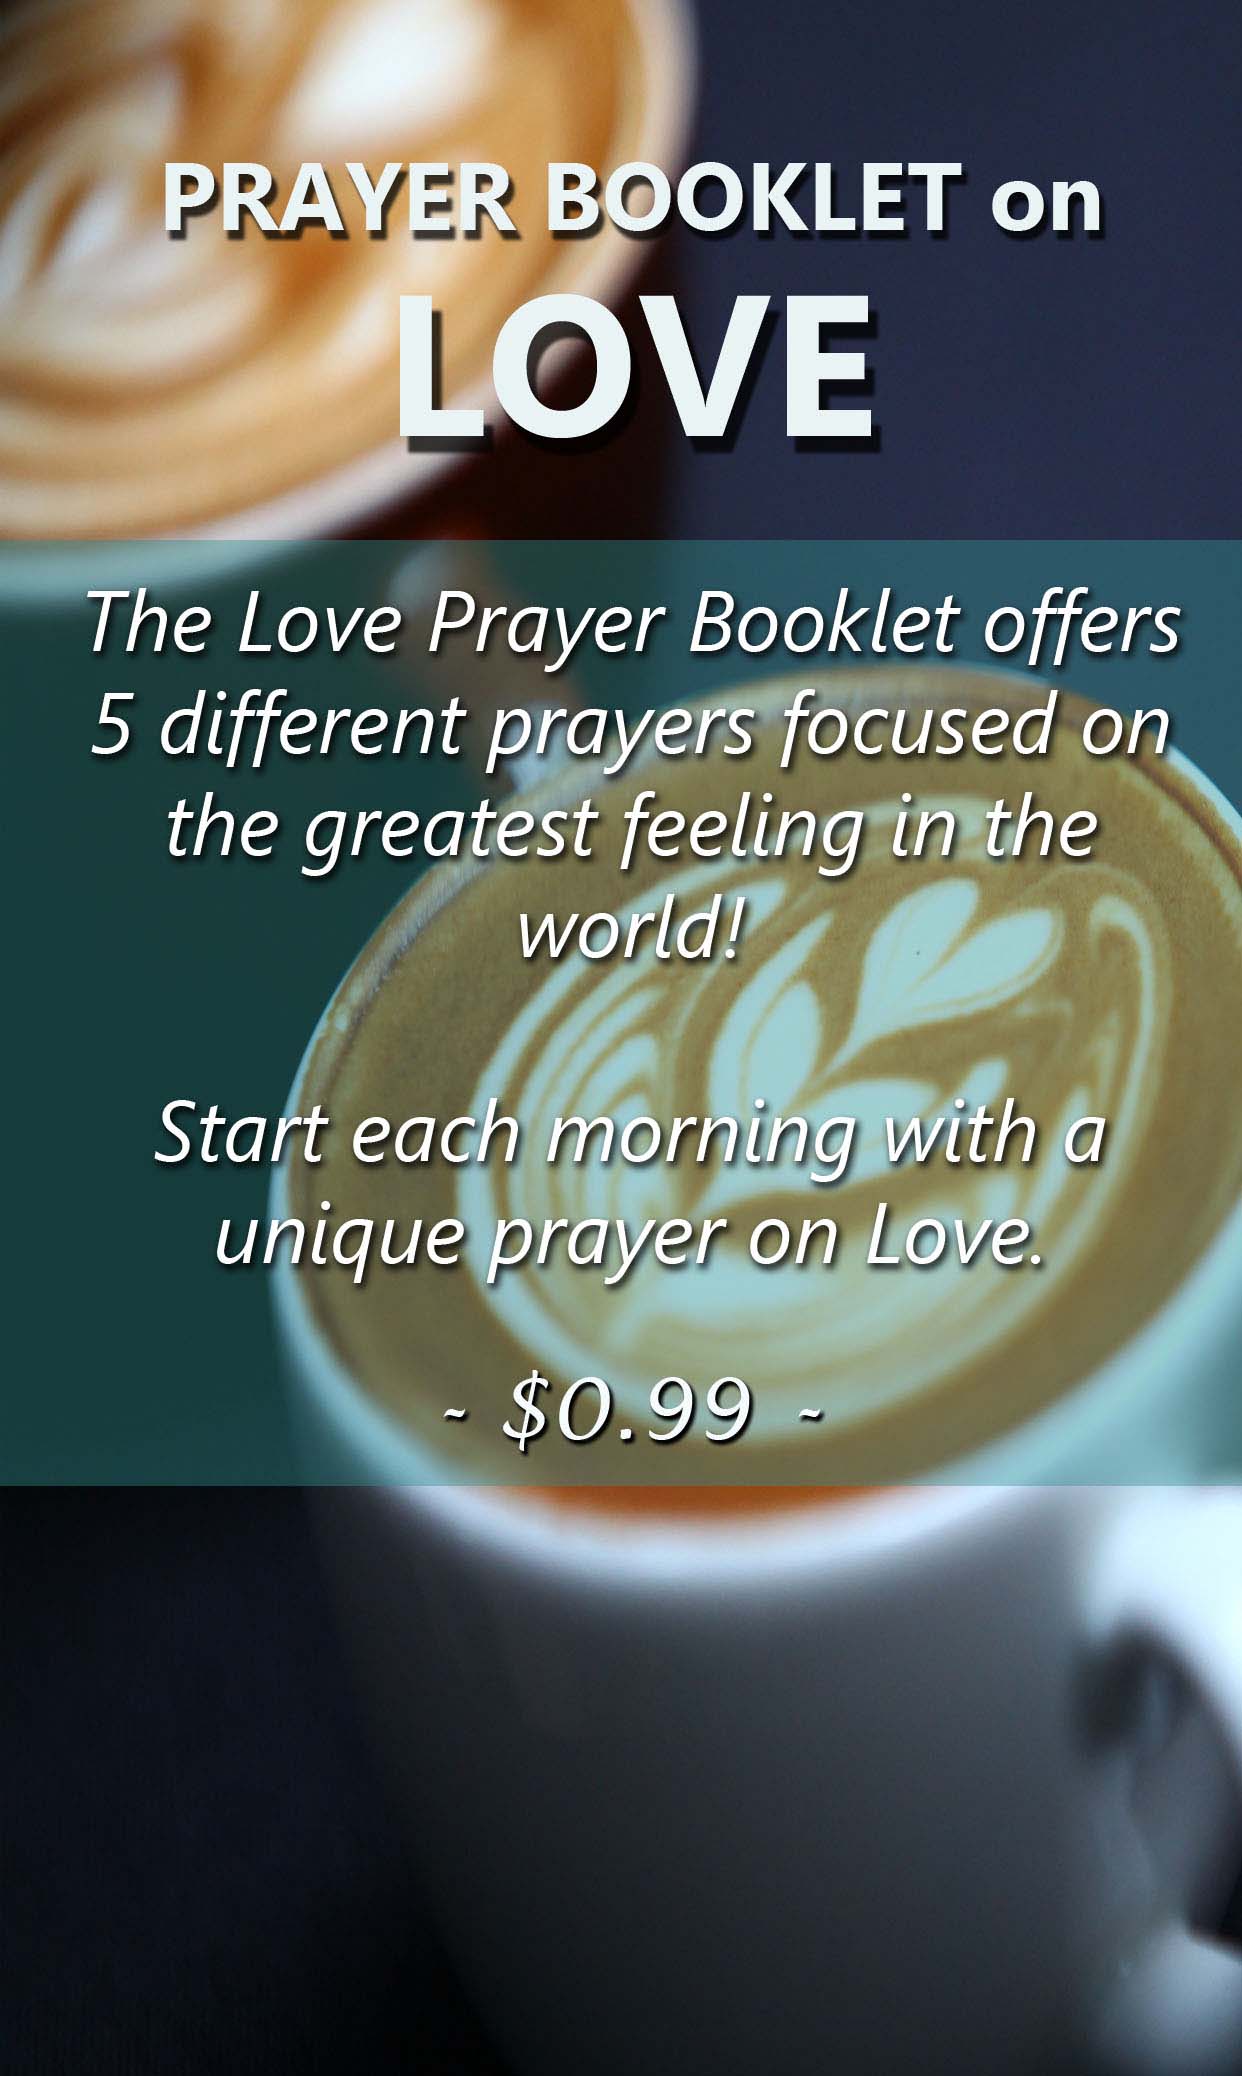 PRAYER BOOKLET on
LOVE
The Love Prayer Booklet offers
5 different prayers focused on
the greatest feeling in the
world!
Start each morning with a
unique prayer on Love.
~ $0.99 ~